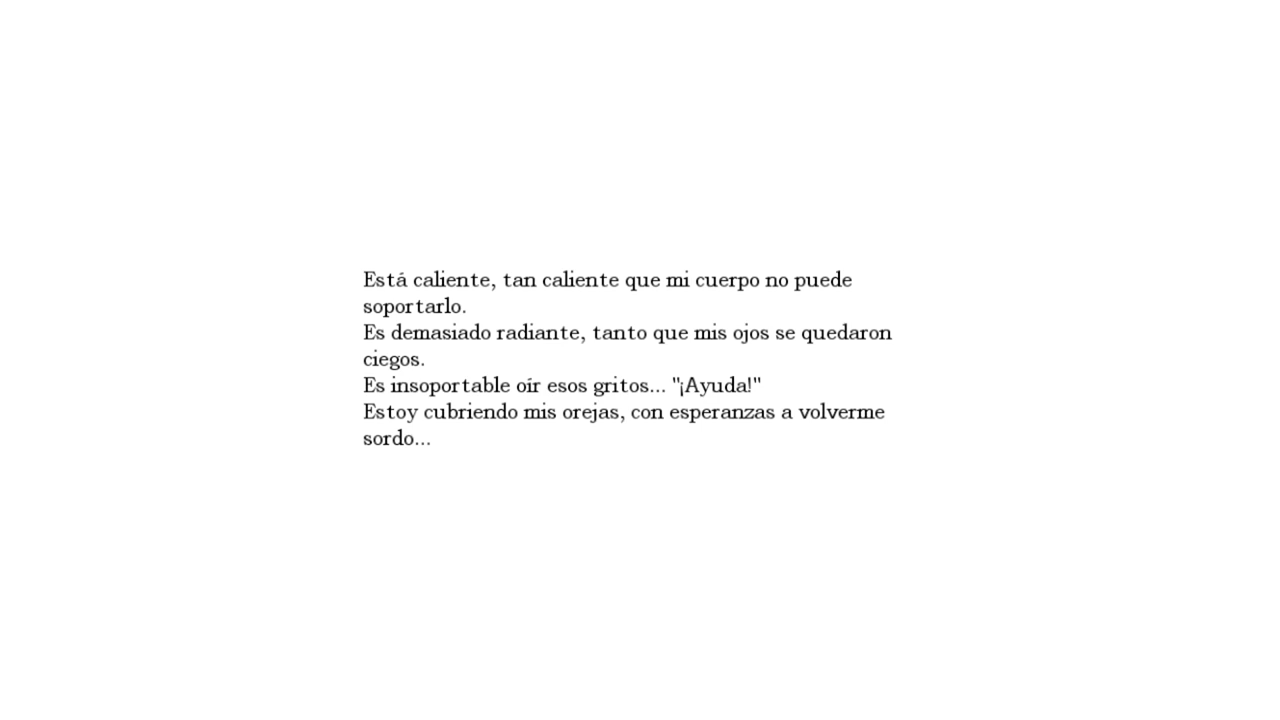 Está caliente, tan caliente que mi cuerpo no puede
soportarlo.
Es demasiado radiante, tanto que mis ojos se quedaron
ciegos.
Es insoportable oír esos gritos... "¡Ayuda!"
Estoy cubriendo mis orejas, con esperanzas a volverme
sordo...